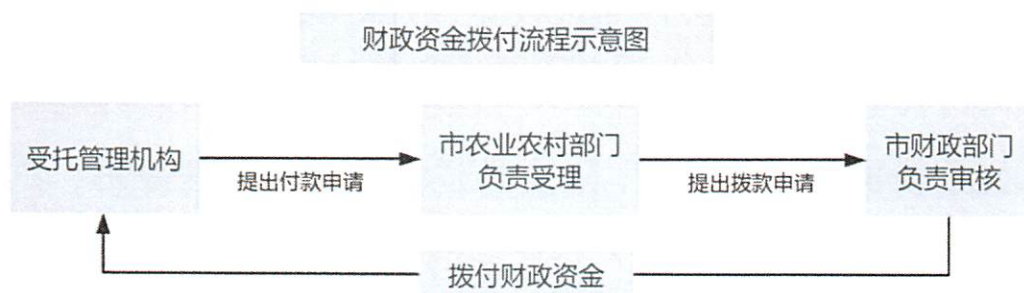 财政资金拨付流程示意图
受托管理机构
提出付款申请
市农业农村部门
负责受理
提出拨款申请
市财政部门
负责审核
拨付财政资金